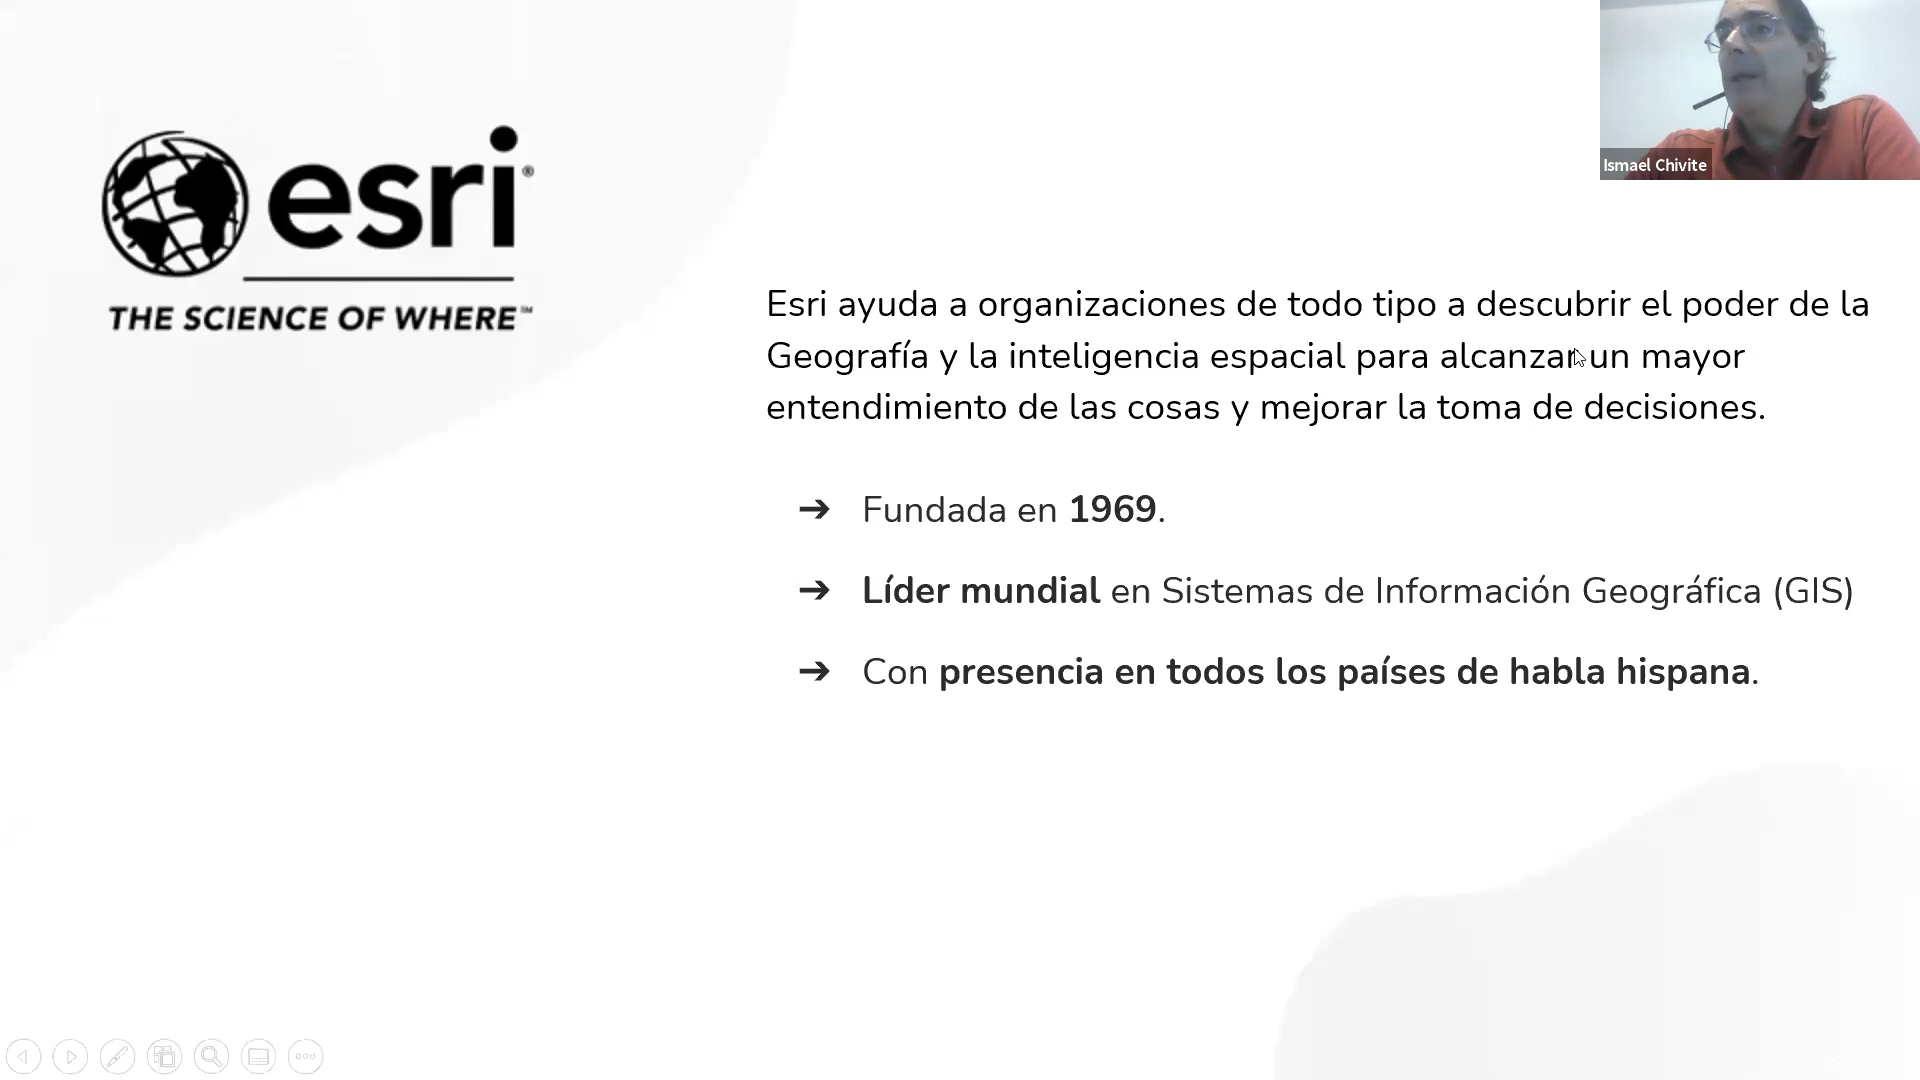 esri®
THE SCIENCE OF WHERE™
Ismael Chivite
Esri ayuda a organizaciones de todo tipo a descubrir el poder de la
Geografía y la inteligencia espacial para alcanzar un mayor
entendimiento de las cosas y mejorar la toma de decisiones.
➔ Fundada en 1969.
➔ Líder mundial en Sistemas de Información Geográfica (GIS)
➔ Con presencia en todos los países de habla hispana.